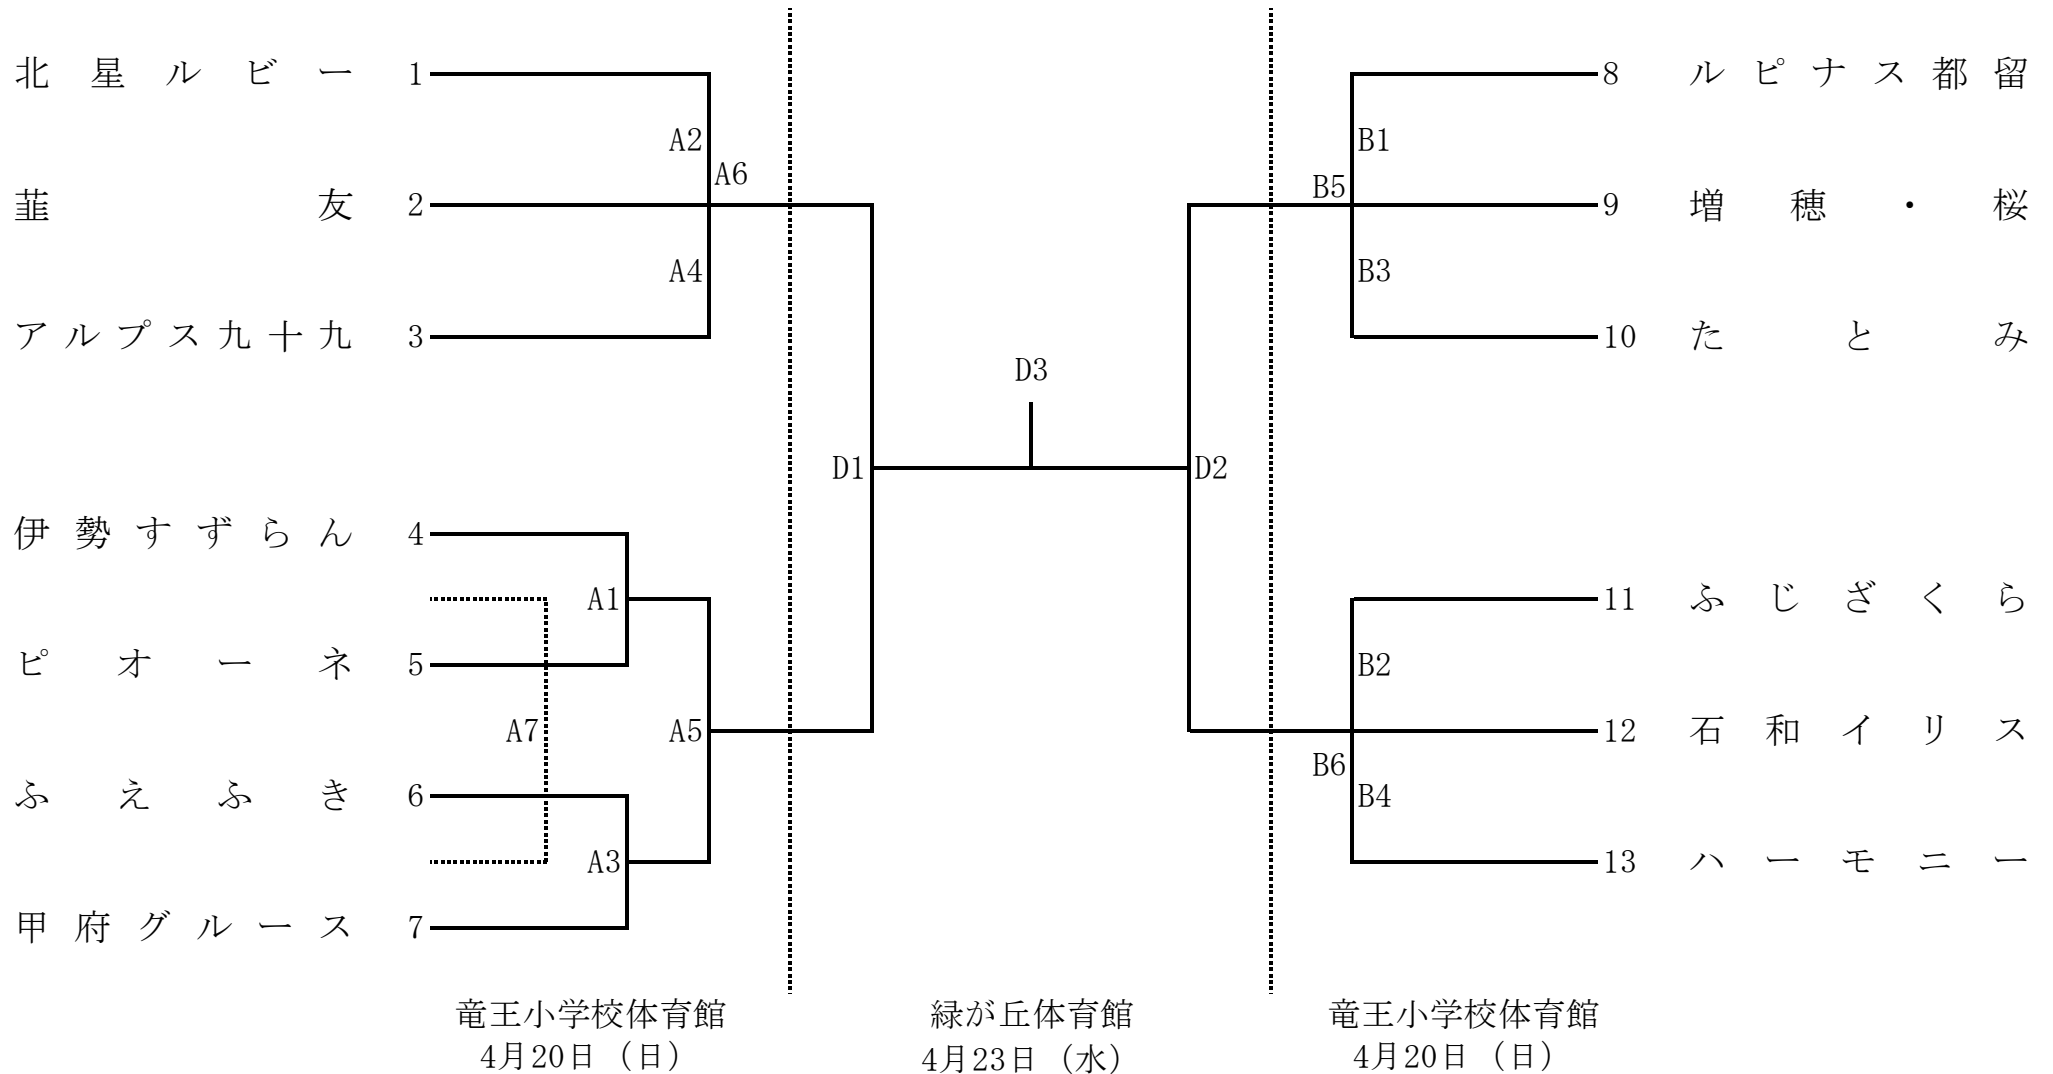 北星ルビー 1
A2
A6
韮友 2
A4
アルプス九十九 3
伊勢すずらん 4
A1
ピオーネ 5
A7
A5
ふえふき 6
A3
甲府グルース 7
D1
D3
D2
8 ルピナス都留
B1
B5
9 増穂・桜
B3
10 たとみ
11 ふじざくら
B2
12 石和イリス
B6
B4
13 ハーモニー
竜王小学校体育館
4月20日（日）
緑が丘体育館
4月23日（水）
竜王小学校体育館
4月20日（日）